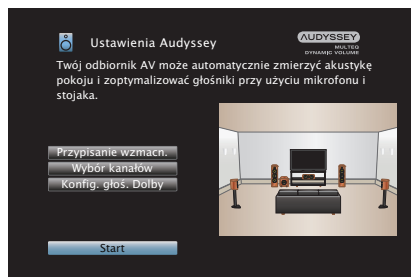 Ustawienia Audyssey
AUDYSSEY
MULTEQ
DYNAMIC VOLUME
Twój odbiornik AV może automatycznie zmierzyć akustykę
pokoju i zoptymalizować głośniki przy użyciu mikrofonu i
stojaka.
Przypisanie wzmacn.
Wybór kanałów
Konfig. głoś. Dolby
Start